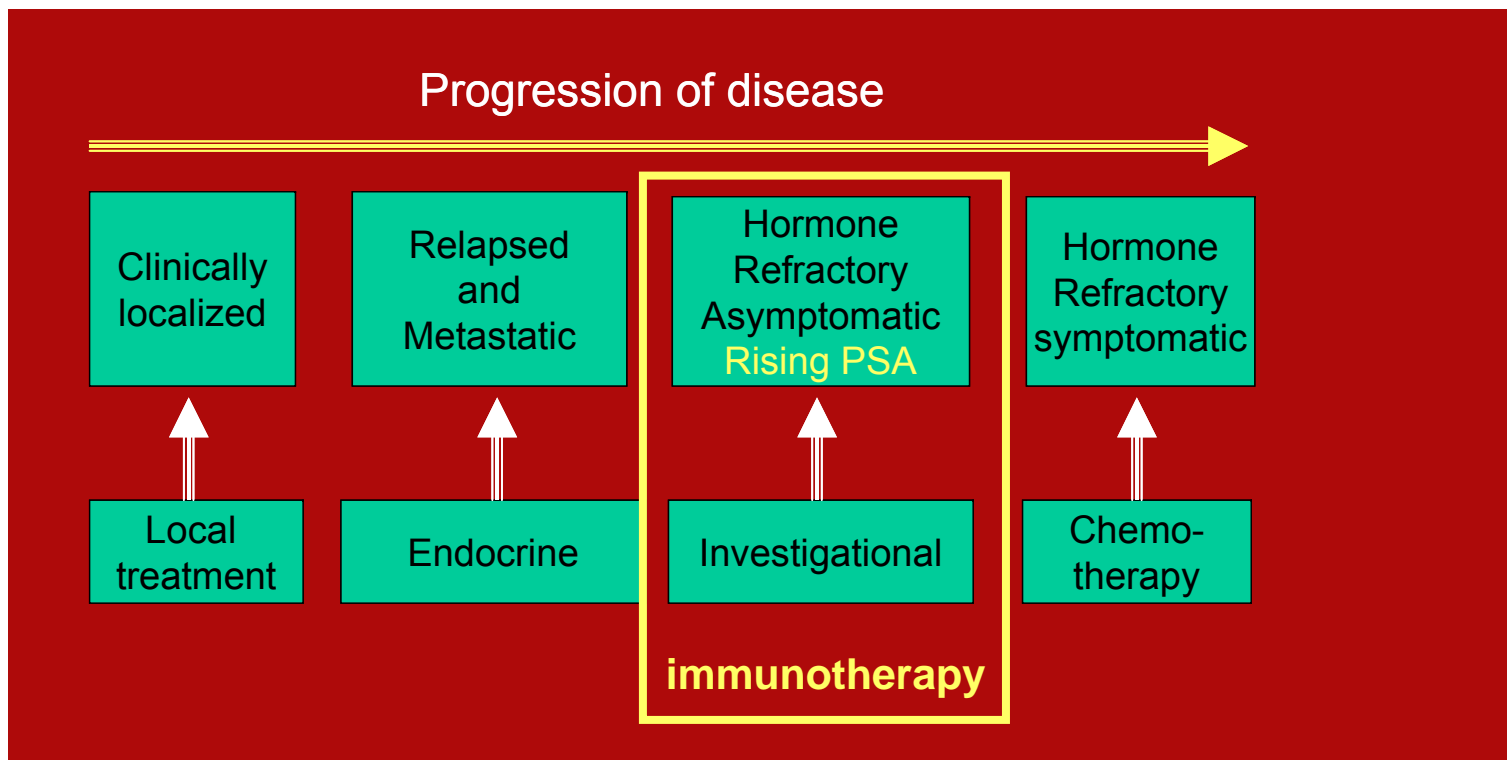 Progression of disease
Clinically
localized
Relapsed
and
Metastatic
Hormone
Refractory
Asymptomatic
Rising PSA
Hormone
Refractory
symptomatic
Local
treatment
Endocrine
Investigational
Chemo-
therapy
immunotherapy